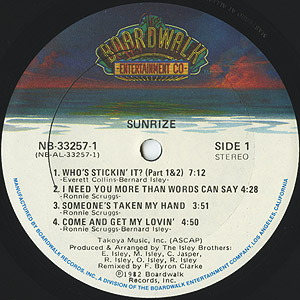 THE
BOARDWALK
ENTERTAINMENT CO
SUNRIZE
NB-33257-1
(NB-AL-33257-1)
SIDE 1
STEREO
1. WHO'S STICKIN' IT? (Part 1&2) 7:12
-Everett Collins-Bernard Isley-
2. I NEED YOU MORE THAN WORDS CAN SAY 4:28
-Ronnie Scruggs-
3. SOMEONE'S TAKEN MY HAND 3:51
-Ronnie Scruggs-
4. COME AND GET MY LOVIN' 4:50
-Ronnie Scruggs-Bernard Isley-
Takoya Music, Inc. (ASCAP)
Produced & Arranged by The Isley Brothers:
E. Isley, M. Isley, C. Jasper,
R. Isley, O. Isley, R. Isley
Remixed by F. Byron Clarke
Ⓟ1982 Boardwalk
Records, Inc.
MANUFACTURED BY BOARDWALK RECORDS, INC. A DIVISION OF THE BOARDWALK ENTERTAINMENT COMPANY, LOS ANGELES, CALIFORNIA.